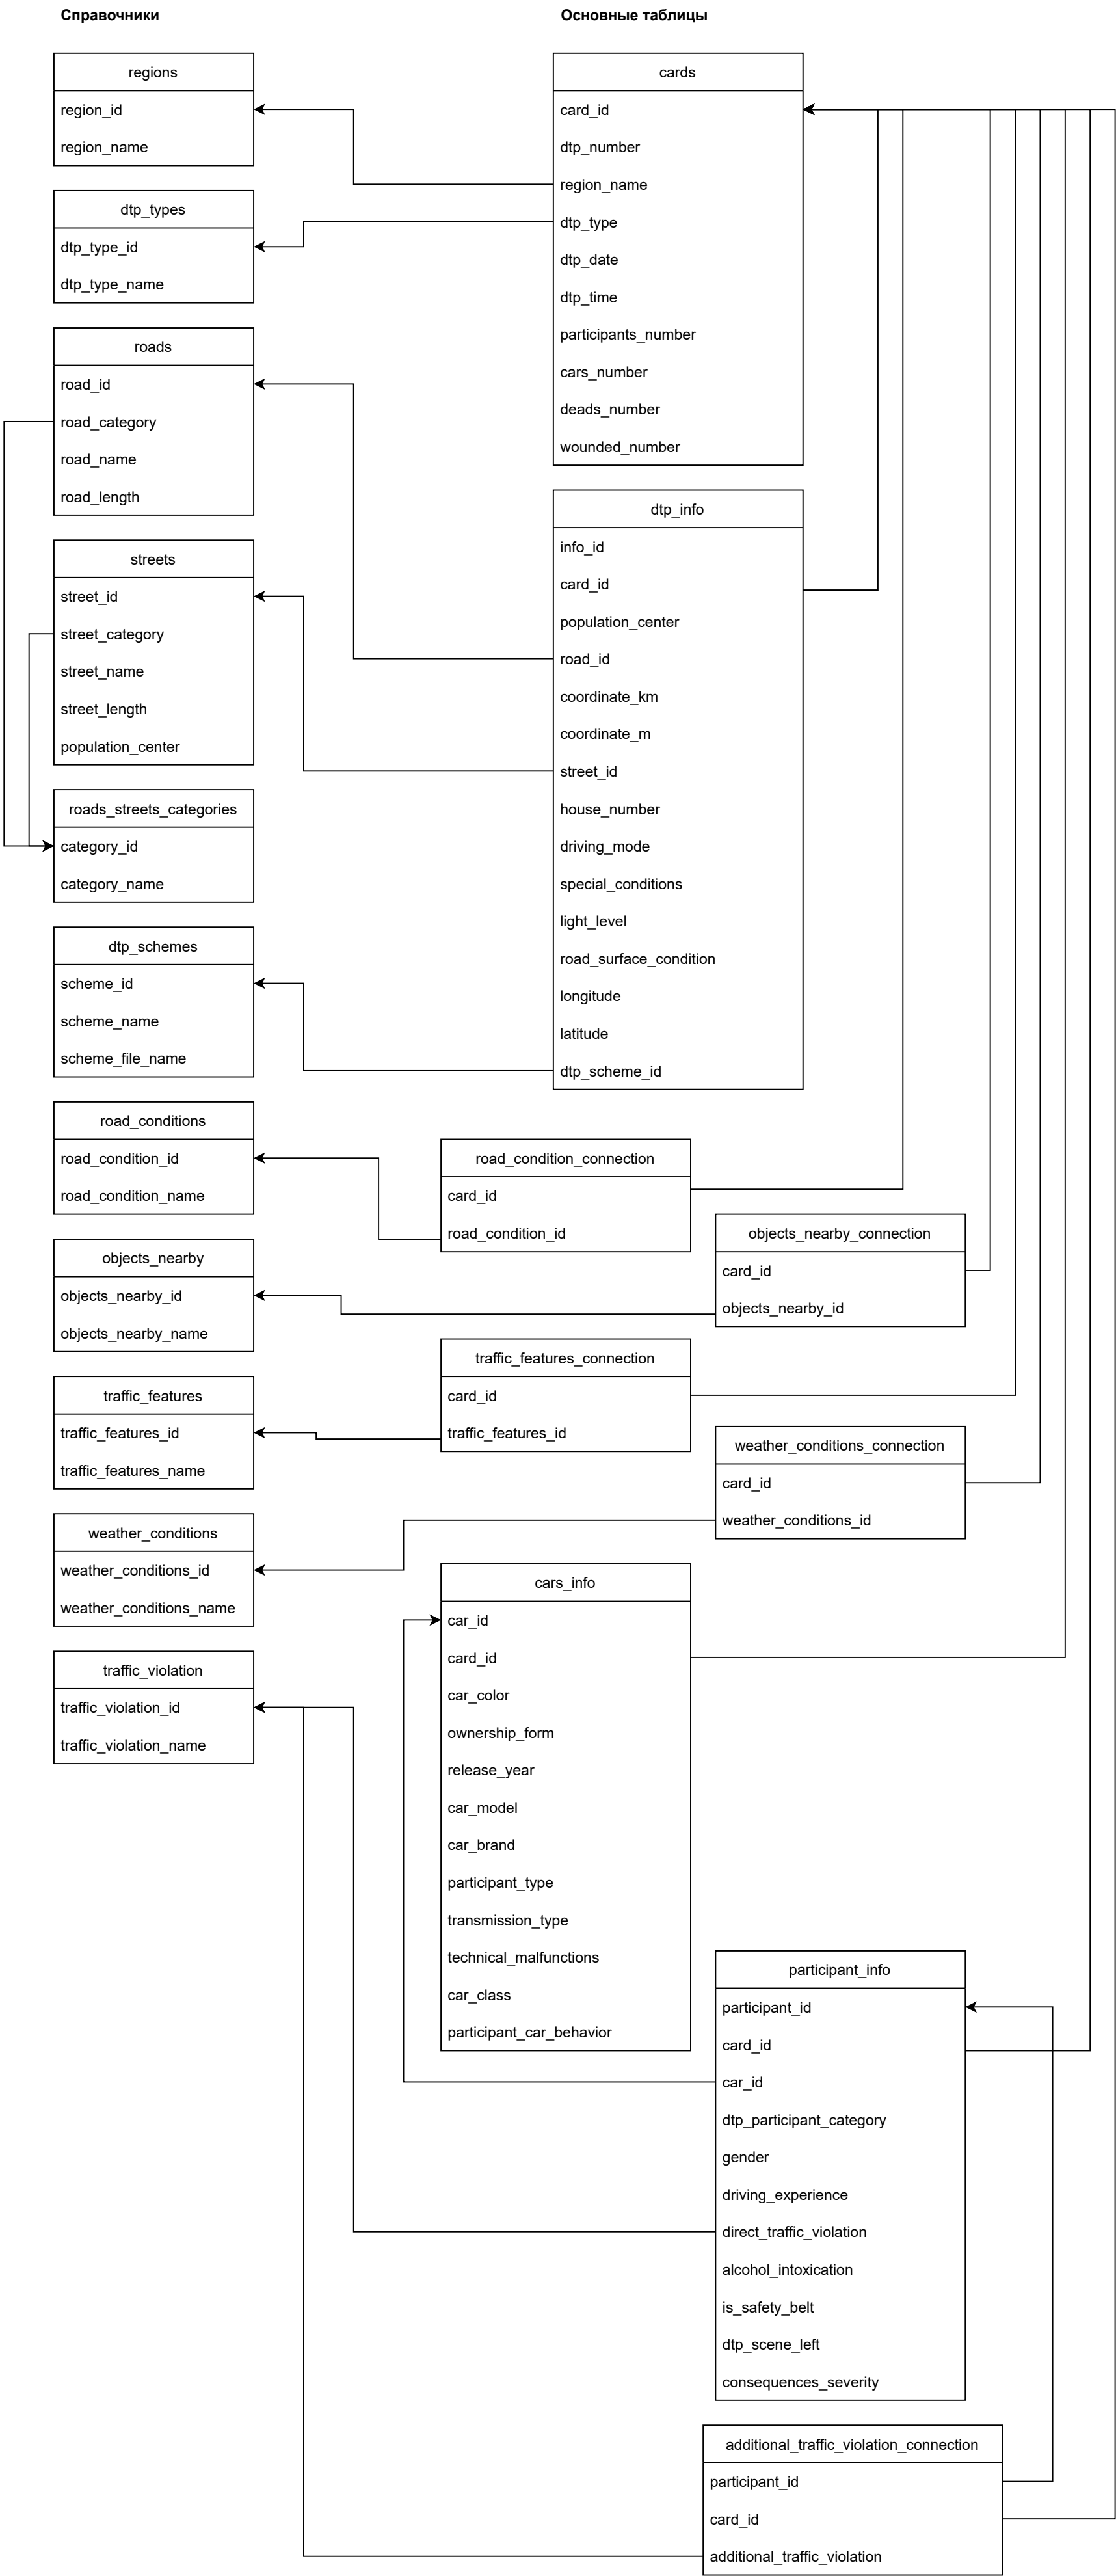 Справочники
Основные таблицы
regions
region_id
region_name
dtp_types
dtp_type_id
dtp_type_name
roads
road_id
road_category
road_name
road_length
streets
street_id
street_category
street_name
street_length
population_center
roads_streets_categories
category_id
category_name
dtp_schemes
scheme_id
scheme_name
scheme_file_name
road_conditions
road_condition_id
road_condition_name
objects_nearby
objects_nearby_id
objects_nearby_name
traffic_features
traffic_features_id
traffic_features_name
weather_conditions
weather_conditions_id
weather_conditions_name
traffic_violation
traffic_violation_id
traffic_violation_name
cards
card_id
dtp_number
region_name
dtp_type
dtp_date
dtp_time
participants_number
cars_number
deads_number
wounded_number
dtp_info
info_id
card_id
population_center
road_id
coordinate_km
coordinate_m
street_id
house_number
driving_mode
special_conditions
light_level
road_surface_condition
longitude
latitude
dtp_scheme_id
road_condition_connection
card_id
road_condition_id
objects_nearby_connection
card_id
objects_nearby_id
traffic_features_connection
card_id
traffic_features_id
weather_conditions_connection
card_id
weather_conditions_id
cars_info
car_id
card_id
car_color
ownership_form
release_year
car_model
car_brand
participant_type
transmission_type
technical_malfunctions
car_class
participant_car_behavior
participant_info
participant_id
card_id
car_id
dtp_participant_category
gender
driving_experience
direct_traffic_violation
alcohol_intoxication
is_safety_belt
dtp_scene_left
consequences_severity
additional_traffic_violation_connection
participant_id
card_id
additional_traffic_violation